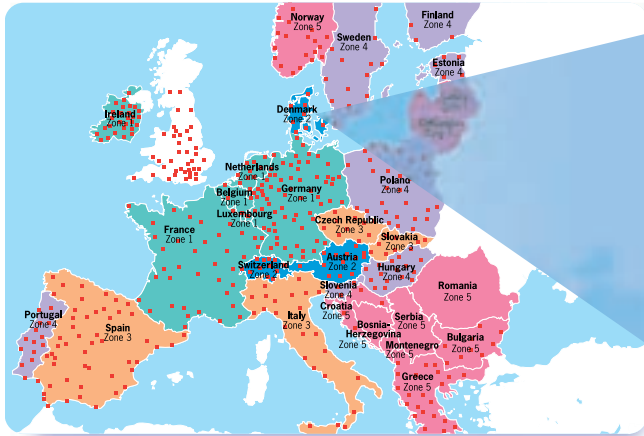 Norway
Zone 5
Finland
Zone 4
Sweden
Zone 4
Estonia
Zone 4
Denmark
Zone 2
Ireland
Zone 1
Netherlands
Zone 1
Belgium
Zone 1
Germany
Zone 1
Poland
Zone 4
Luxembourg
Zone 1
Czech Republic
Zone 3
France
Zone 1
Slovakia
Zone 3
Austria
Zone 2
Switzerland
Zone 2
Hungary
Zone 4
Slovenia
Zone 4
Romania
Zone 5
Croatia
Zone 5
Portugal
Zone 4
Spain
Zone 3
Italy
Zone 3
Serbia
Zone 5
Bosnia-
Herzegovina
Zone 5
Bulgaria
Zone 5
Montenegro
Zone 5
Greece
Zone 5